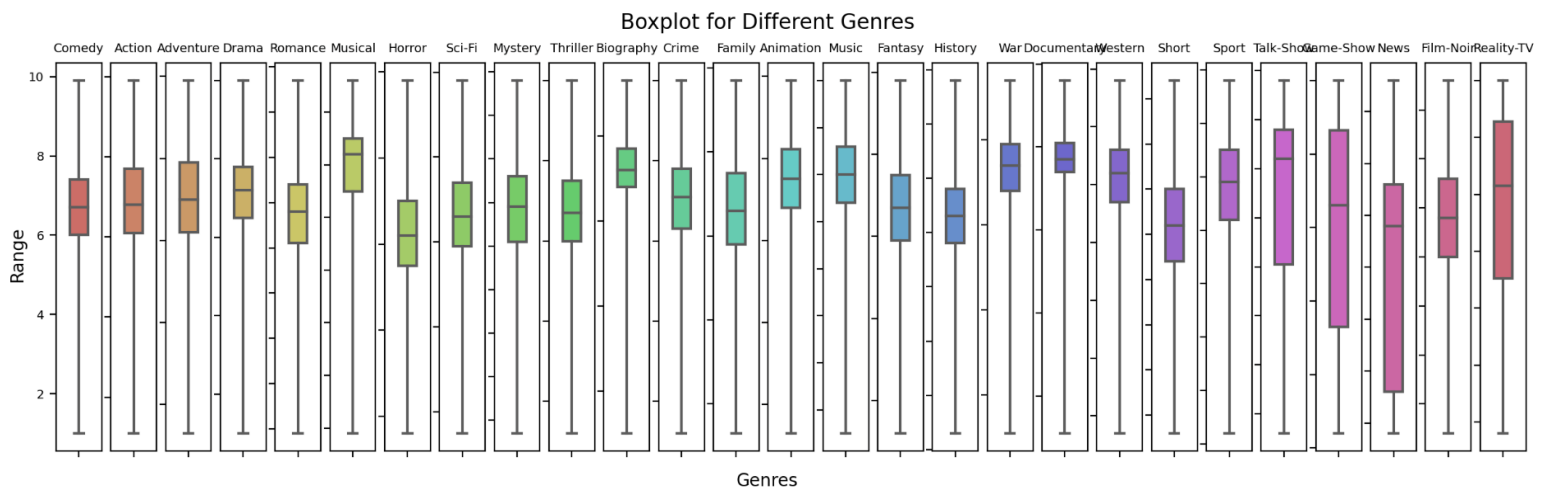 Boxplot for Different Genres
Comedy Action Adventure Drama Romance Musical Horror Sci-Fi Mystery Thriller Biography Crime Family Animation Music Fantasy History War Documentary Western Short Sport Talk-Show Game-Show News Film-Noir Reality-TV
10
8
6
4
2
Range
Genres